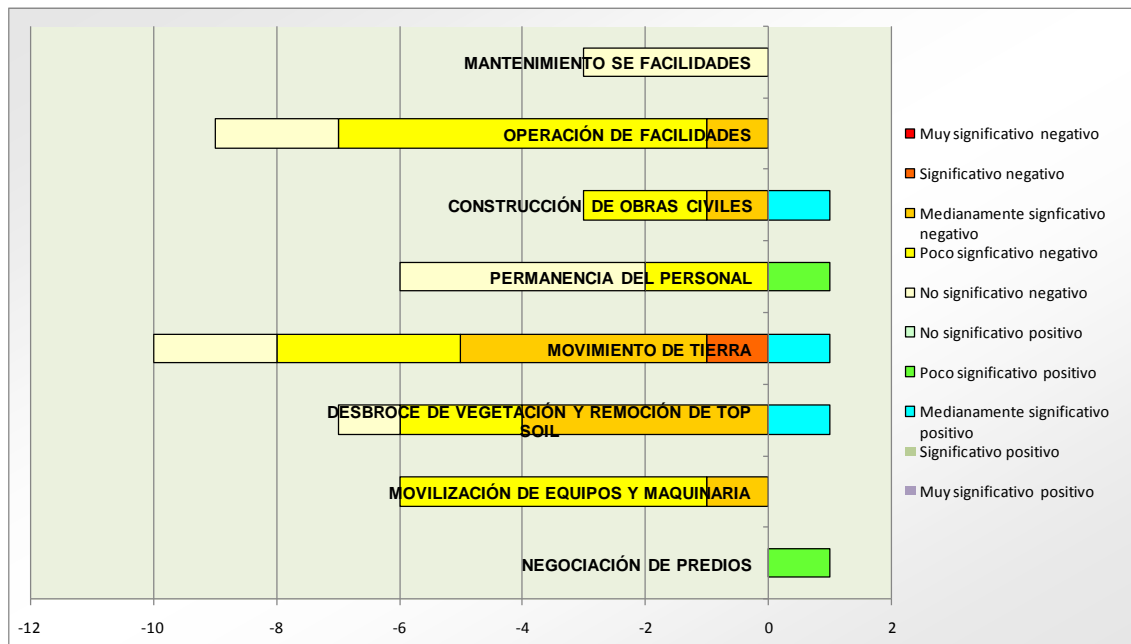 MANTENIMIENTO SE FACILIDADES
OPERACIÓN DE FACILIDADES
CONSTRUCCIÓN DE OBRAS CIVILES
PERMANENCIA DEL PERSONAL
MOVIMIENTO DE TIERRA
DESBROCE DE VEGETACIÓN Y REMOCIÓN DE TOP
SOIL
MOVILIZACIÓN DE EQUIPOS Y MAQUINARIA
NEGOCIACIÓN DE PREDIOS
-12 -10 -8 -6 -4 -2 0 2
Muy significativo negativo
Significativo negativo
Medianamente signficativo
negativo
Poco signficativo negativo
No significativo negativo
No significativo positivo
Poco significativo positivo
Medianamente significativo
positivo
Significativo positivo
Muy significativo positivo